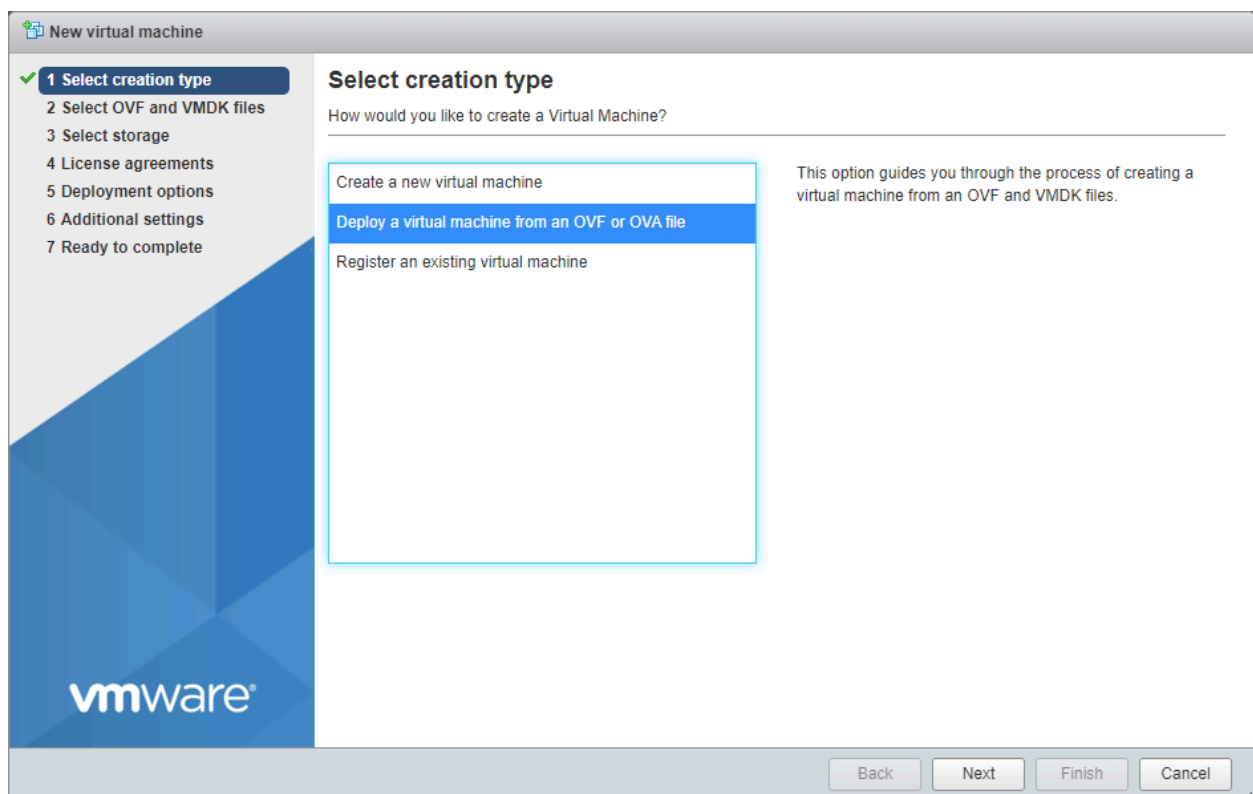 New virtual machine
1 Select creation type
2 Select OVF and VMDK files
3 Select storage
4 License agreements
5 Deployment options
6 Additional settings
7 Ready to complete
vmware®
Select creation type
How would you like to create a Virtual Machine?
Create a new virtual machine
Deploy a virtual machine from an OVF or OVA file
Register an existing virtual machine
This option guides you through the process of creating a
virtual machine from an OVF and VMDK files.
Back Next Finish Cancel